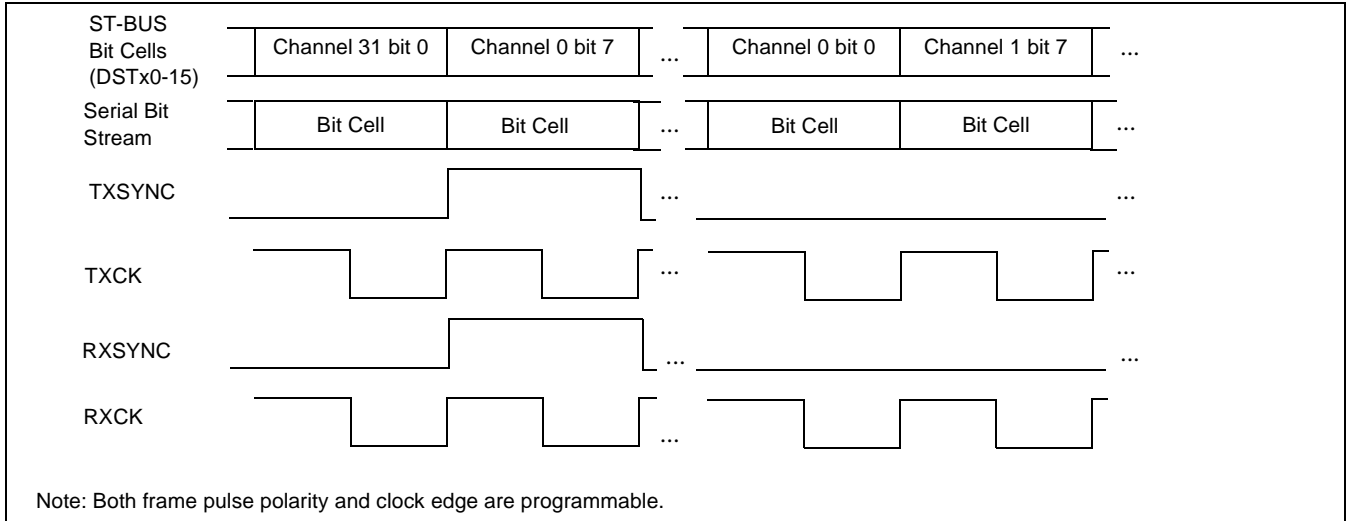 ST-BUS
Bit Cells
(DSTx0-15)
Channel 31 bit 0 Channel 0 bit 7 ... Channel 0 bit 0 Channel 1 bit 7 ...
Serial Bit
Stream
Bit Cell Bit Cell ... Bit Cell Bit Cell ...
TXSYNC ... ...
TXCK ... ...
RXSYNC ... ...
RXCK ... ...
Note: Both frame pulse polarity and clock edge are programmable.